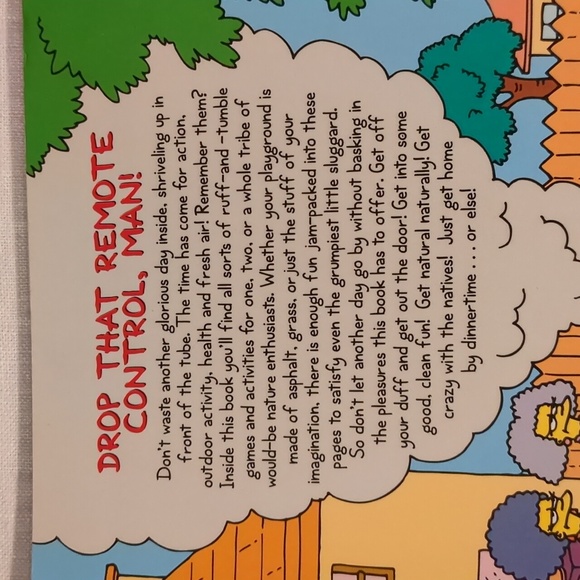 DROP THAT REMOTE
CONTROL, MAN!
Don't waste another glorious day inside, shriveling up in
front of the tube. The time has come for action,
outdoor activity, health and fresh air! Remember them?
Inside this book you'll find all sorts of ruff-and -tumble
games and activities for one, two, or a whole tribe of
would-be nature enthusiasts. Whether your playground is
made of asphalt, grass, or just the stuff of your
imagination, there is enough fun jam-packed into these
pages to satisfy even the grumpiest little sluggard.
So don't let another day go by without basking in
the pleasures this book has to offer. Get off
your duff and get out the door! Get into some
good, clean fun! Get natural naturally! Get
crazy with the natives! Just get home
by dinnertime . . . or else!